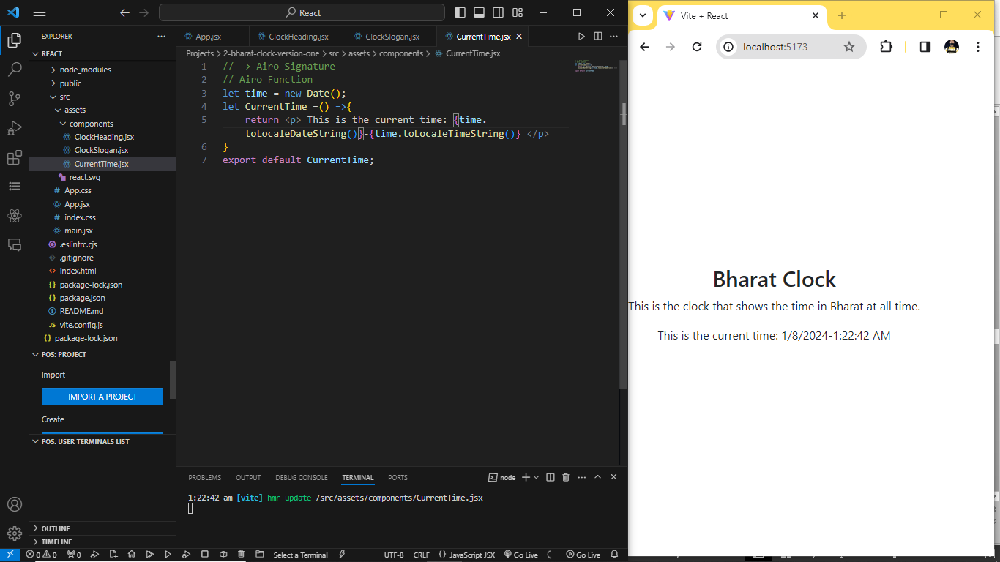 React
EXPLORER
REACT
node_modules
public
src
assets
components
ClockHeading.jsx
ClockSlogan.jsx
CurrentTime.jsx
react.svg
App.css
App.jsx
index.css
main.jsx
.eslintrc.cjs
.gitignore
index.html
package-lock.json
package.json
README.md
vite.config.js
package-lock.json
POS: PROJECT
Import
IMPORT A PROJECT
Create
POS: USER TERMINALS LIST
OUTLINE
TIMELINE
App.jsx ClockHeading.jsx ClockSlogan.jsx CurrentTime.jsx
Projects > 2-bharat-clock-version-one > src > assets > components > CurrentTime.jsx
1 // -> Airo Signature
2 // Airo Function
3 let time = new Date();
4 let CurrentTime =() =>{
5 return <p> This is the current time: {time.
toLocaleDateString()}-{time.toLocaleTimeString()} </p>
6 }
7 export default CurrentTime;
PROBLEMS OUTPUT DEBUG CONSOLE TERMINAL PORTS node
1:22:42 am [vite] hmr update /src/assets/components/CurrentTime.jsx
0 0 0 Select a Terminal UTF-8 CRLF {} JavaScript JSX Go Live Go Live
Vite + React
localhost:5173
Bharat Clock
This is the clock that shows the time in Bharat at all time.
This is the current time: 1/8/2024-1:22:42 AM